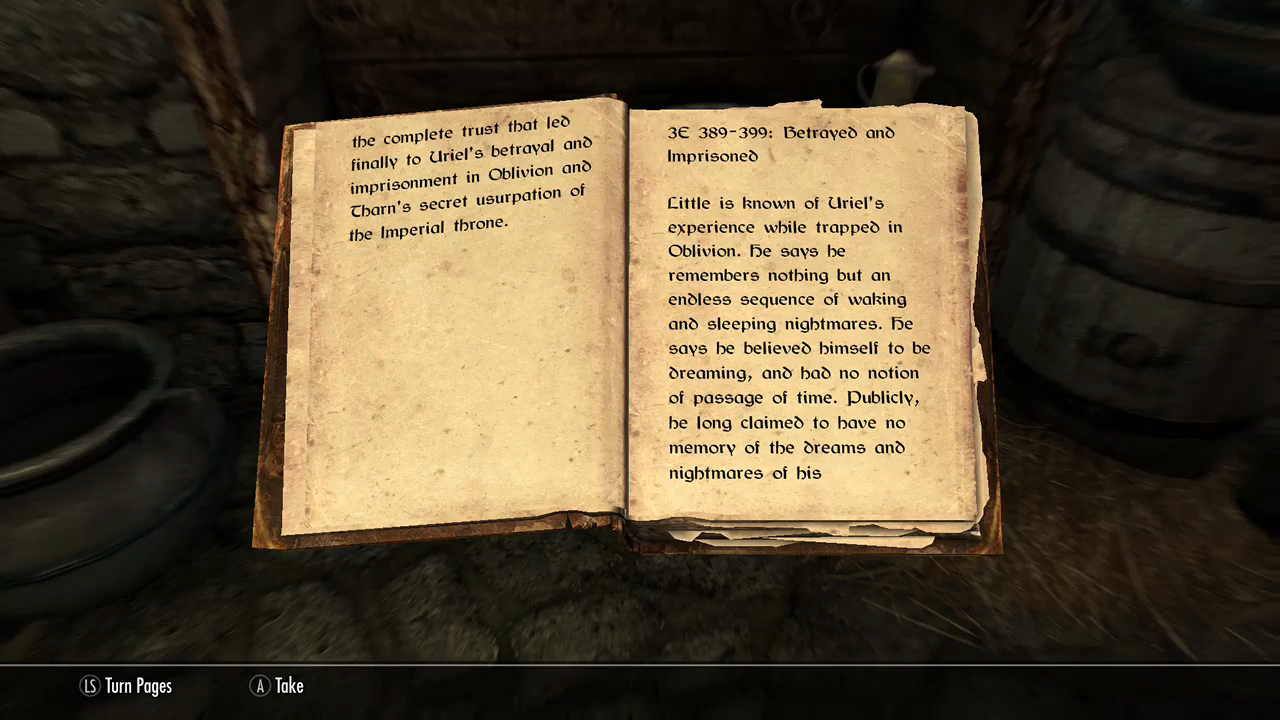 the complete trust that led
finally to Uriel's betrayal and
imprisonment in Oblivion and
Tharn's secret usurpation of
the Imperial throne.
3E 389-399: Betrayed and
Imprisoned
Little is known of Uriel's
experience while trapped in
Oblivion. He says he
remembers nothing but an
endless sequence of waking
and sleeping nightmares. He
says he believed himself to be
dreaming, and had no notion
of passage of time. Publicly,
he long claimed to have no
memory of the dreams and
nightmares of his
LS Turn Pages
A Take